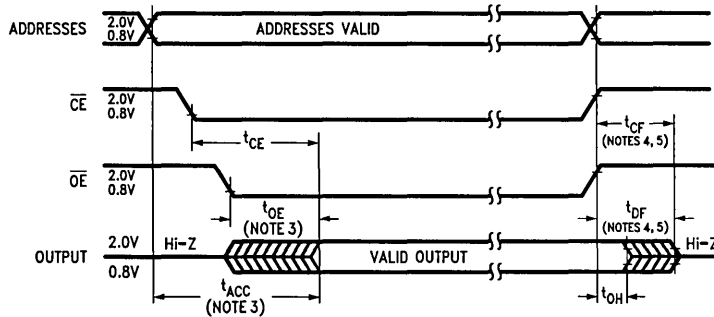 ADDRESSES
2.0V
0.8V
ADDRESSES VALID
CE
2.0V
0.8V
tCE
tCF
(NOTES 4, 5)
OE
2.0V
0.8V
tOE
(NOTE 3)
tDF
(NOTES 4, 5)
OUTPUT
2.0V
0.8V
Hi-Z
VALID OUTPUT
Hi-Z
tACC
(NOTE 3)
tOH